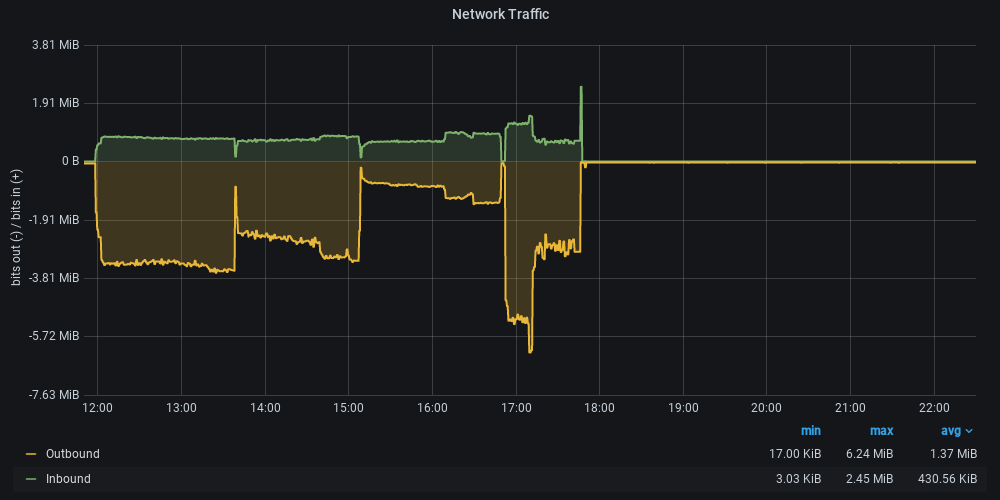 Network Traffic
bits out (-) / bits in (+)
3.81 MiB
1.91 MiB
0 B
-1.91 MiB
-3.81 MiB
-5.72 MiB
-7.63 MiB
12:00 13:00 14:00 15:00 16:00 17:00 18:00 19:00 20:00 21:00 22:00
min max avg
Outbound 17.00 KiB 6.24 MiB 1.37 MiB
Inbound 3.03 KiB 2.45 MiB 430.56 KiB